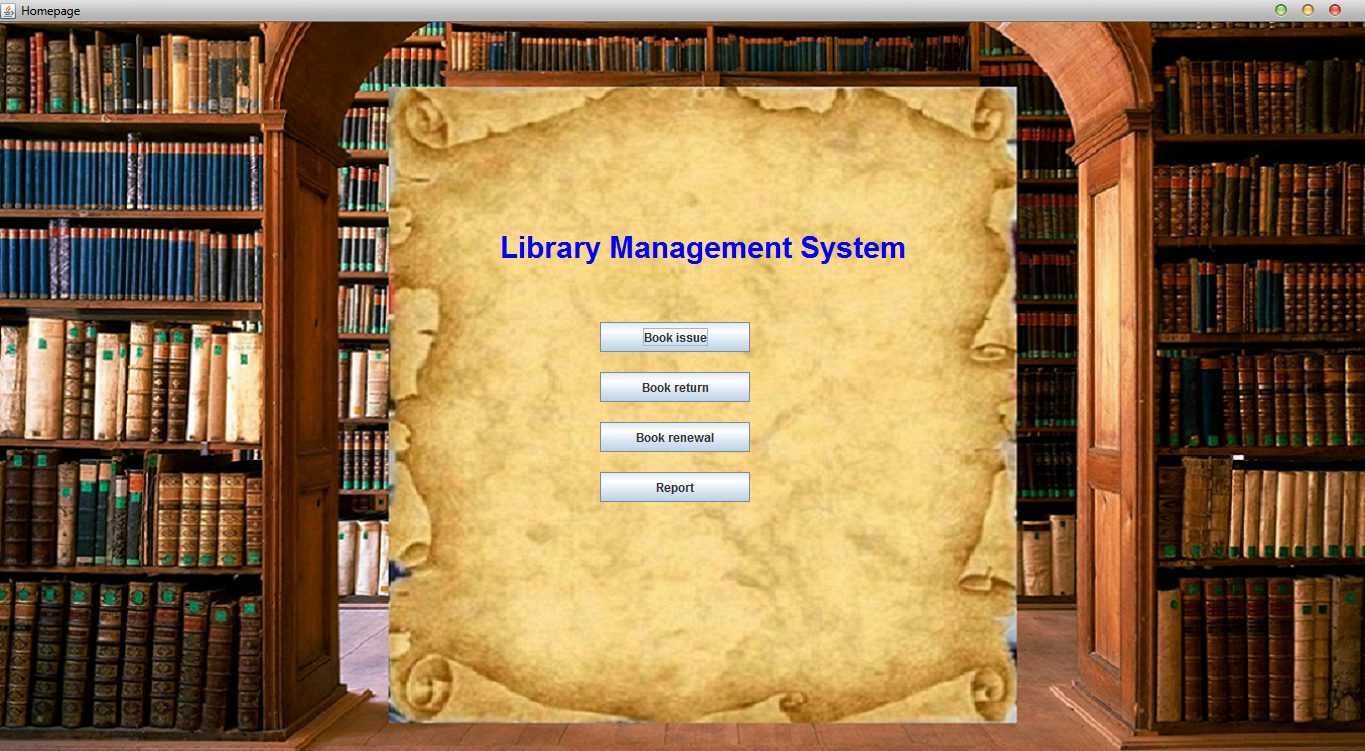 Homepage
Library Management System
Book issue
Book return
Book renewal
Report